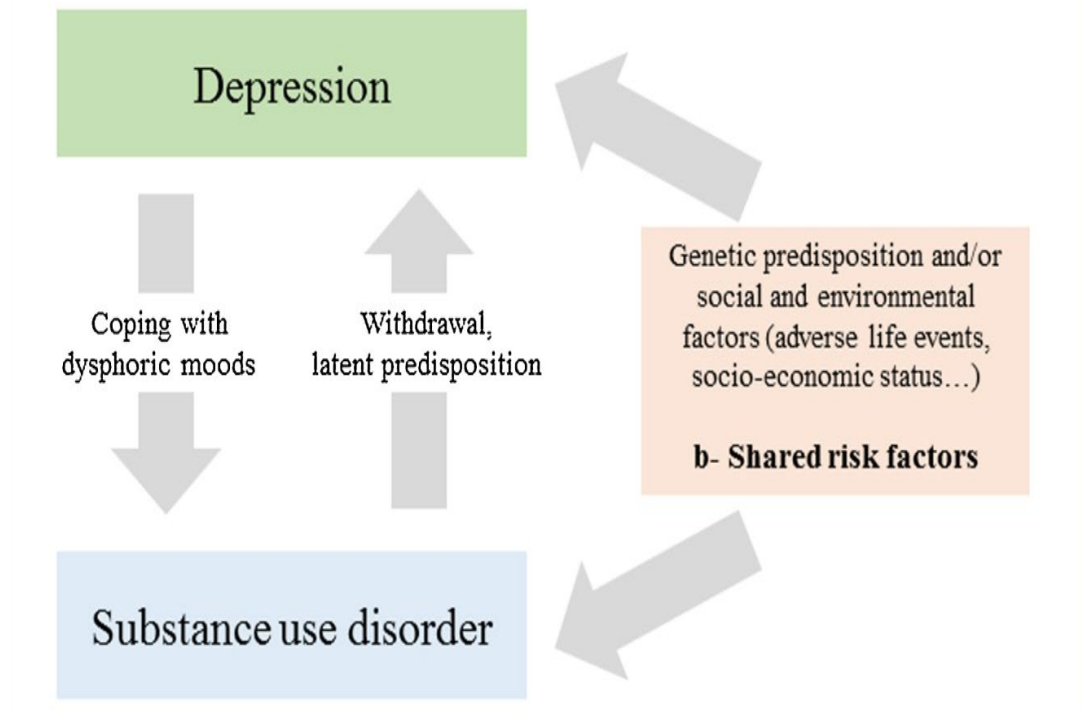 Depression
Coping with
dysphoric moods
Withdrawal,
latent predisposition
Genetic predisposition and/or
social and environmental
factors (adverse life events,
socio-economic status…)
b- Shared risk factors
Substance use disorder